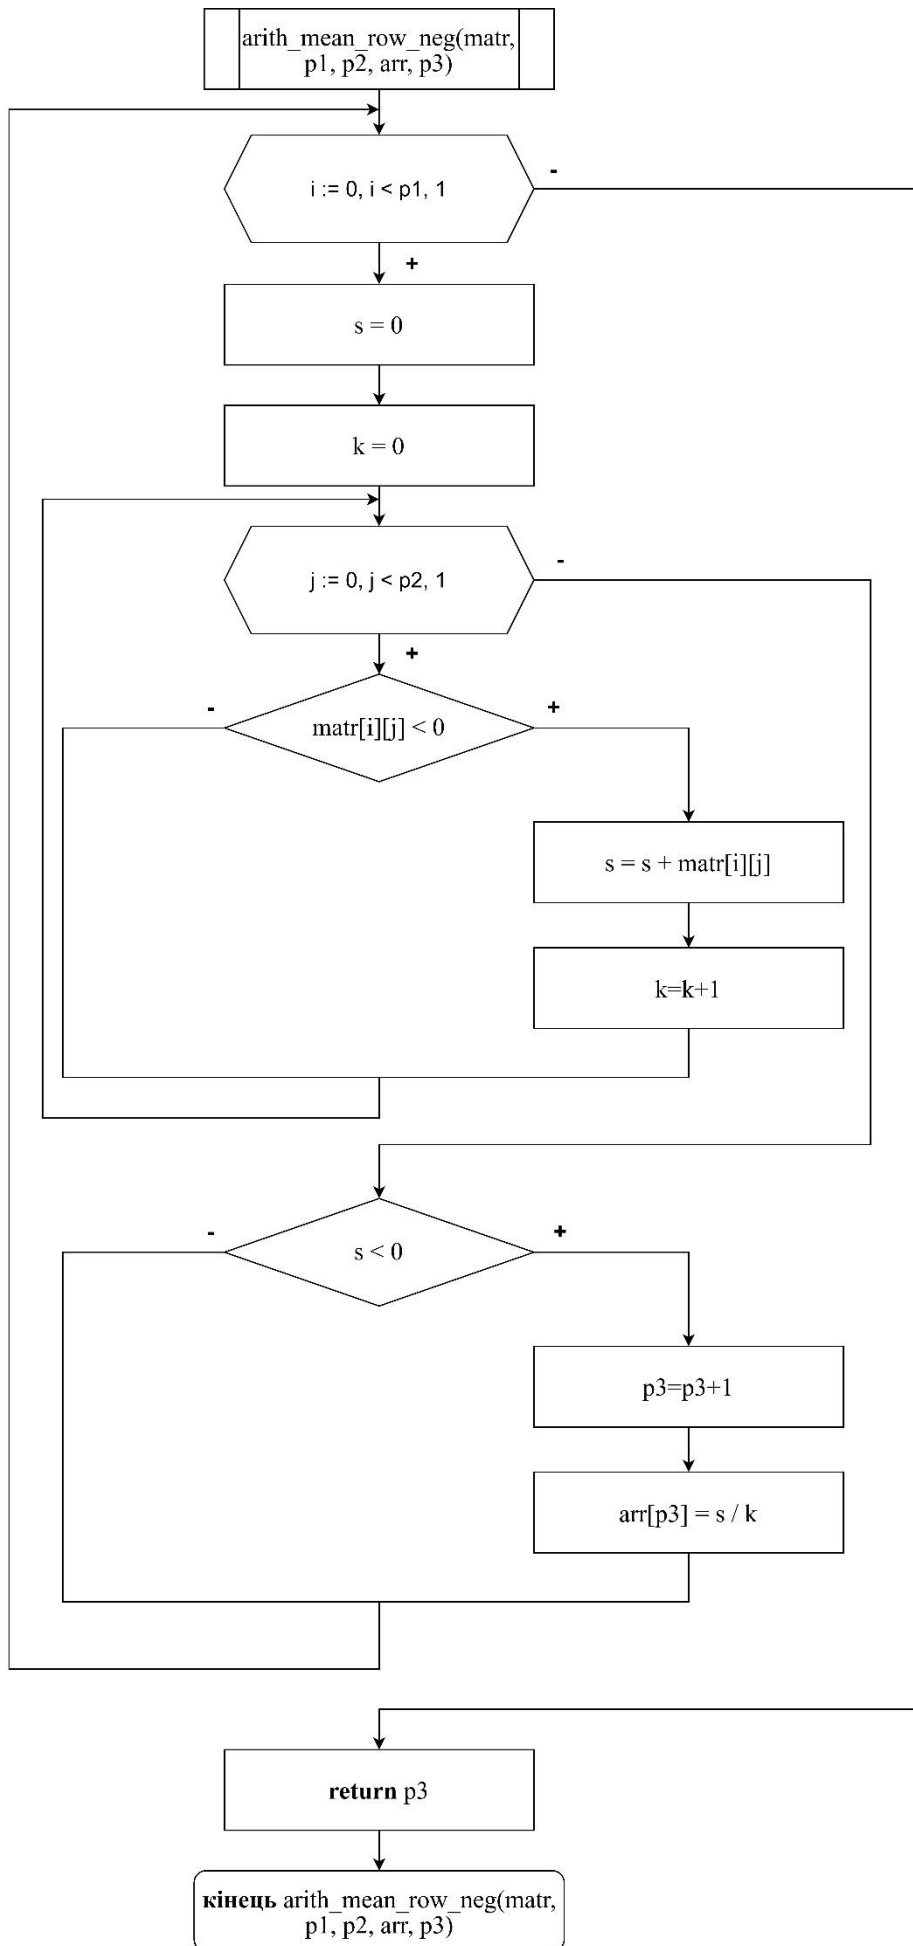 arith_mean_row_neg(matr,
p1, p2, arr, p3)
i := 0, i < p1, 1
-
+
s = 0
k = 0
j := 0, j < p2, 1
-
+
matr[i][j] < 0
-
+
s = s + matr[i][j]
k=k+1
s < 0
-
+
p3=p3+1
arr[p3] = s / k
return p3
кінець arith_mean_row_neg(matr,
p1, p2, arr, p3)